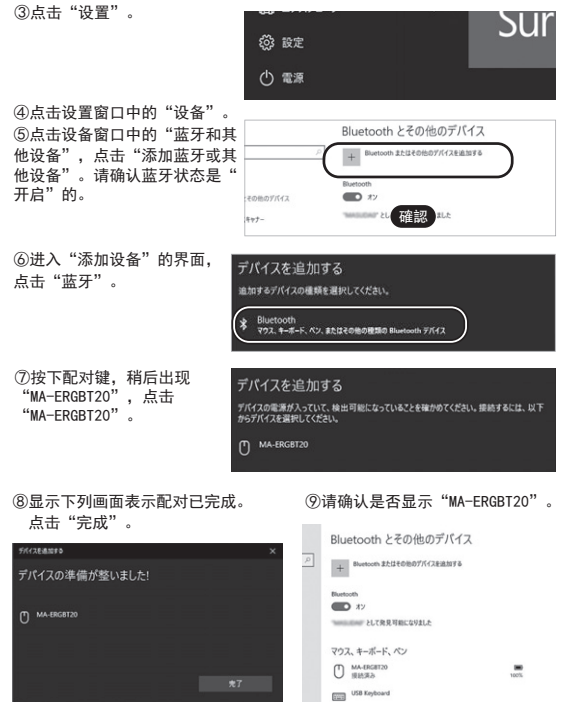 ③点击“设置”。
Sur
設定
電源
④点击设置窗口中的“设备”。
⑤点击设备窗口中的“蓝牙和其
他设备”, 点击“添加蓝牙或其
他设备”。请确认蓝牙状态是“
开启”的。
Bluetooth とその他のデバイス
Bluetooth またはその他のデバイスを追加する
Bluetooth
オン
とその他のデバイス
とし
確認
ました
キャナー
⑥进入“添加设备”的界面,
点击“蓝牙”。
デバイスを追加する
追加するデバイスの種類を選択してください。
Bluetooth
マウス、キーボード、ペン、またはその他の種類の Bluetooth デバイス
⑦按下配对键, 稍后出现
“MA-ERGBT20”, 点击
“MA-ERGBT20”。
デバイスを追加する
デバイスの電源が入っていて、検出可能になっていることを確かめてください。接続するには、以下
からデバイスを選択してください。
MA-ERGBT20
⑧显示下列画面表示配对已完成。
点击“完成”。
デバイスを追加する
デバイスの準備が整いました!
MA-ERGBT20
完了
⑨请确认是否显示“MA-ERGBT20”。
Bluetooth とその他のデバイス
Bluetooth またはその他のデバイスを追加する
Bluetooth
オン
として発見可能になりました
マウス、キーボード、ペン
MA-ERGBT20
接続済み
100%
USB Keyboard